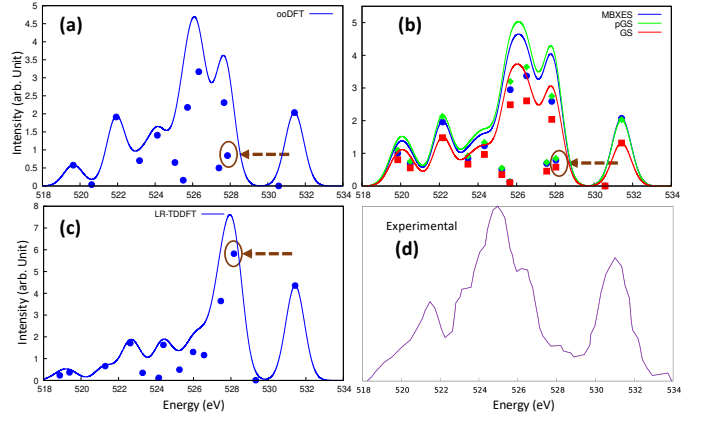 (a)
ooDFT
Intensity (arb. Unit)
5
4.5
4
3.5
3
2.5
2
1.5
1
0.5
0
518 520 522 524 526 528 530 532 534
(b)
MBXES
pGS
GS
5
4
3
2
1
0
518 520 522 524 526 528 530 532 534
(c)
LR-TDDFT
Intensity (arb. Unit)
8
7
6
5
4
3
2
1
0
518 520 522 524 526 528 530 532 534
Energy (eV)
Experimental
(d)
518 520 522 524 526 528 530 532 534
Energy (eV)